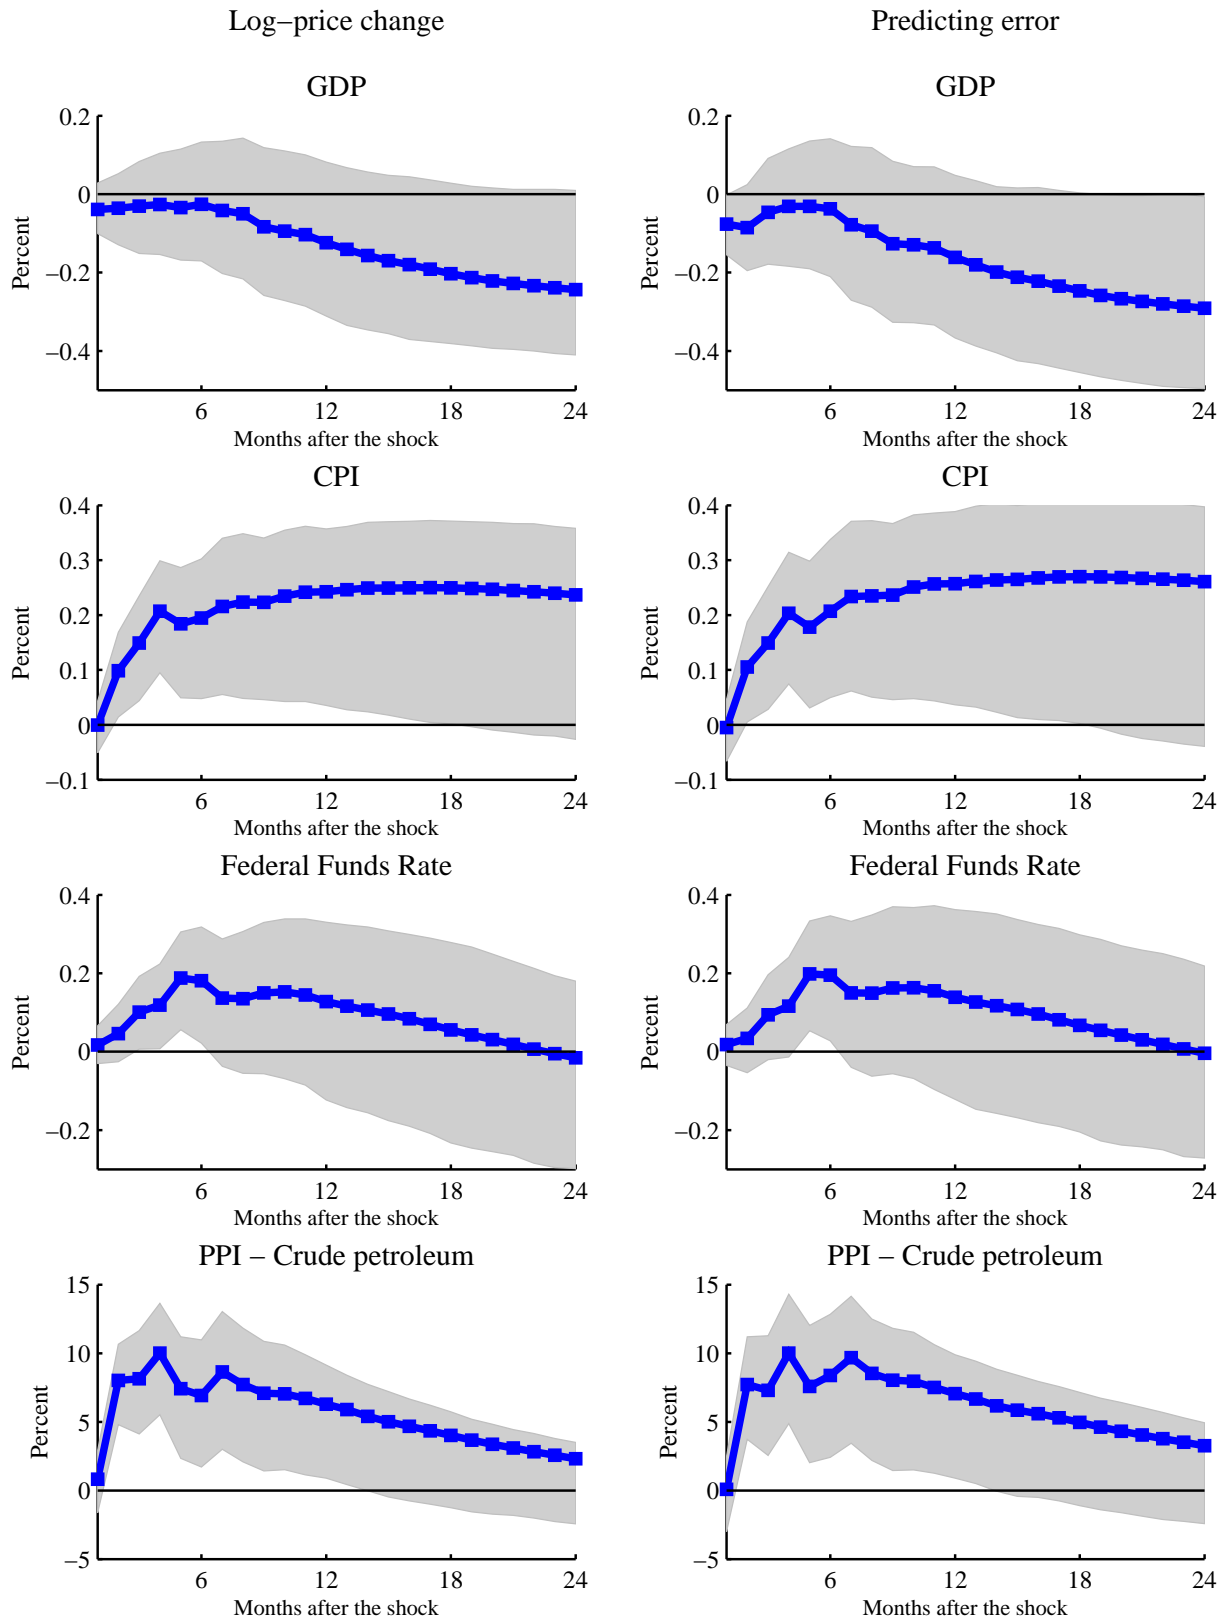 Log−price change
Predicting error
GDP
GDP
0.2
0
−0.2
−0.4
Percent
6 12 18 24
Months after the shock
0.2
0
−0.2
−0.4
Percent
6 12 18 24
Months after the shock
CPI
CPI
0.4
0.3
0.2
0.1
0
−0.1
Percent
6 12 18 24
Months after the shock
0.4
0.3
0.2
0.1
0
−0.1
Percent
6 12 18 24
Months after the shock
Federal Funds Rate
Federal Funds Rate
0.4
0.2
0
−0.2
Percent
6 12 18 24
Months after the shock
0.4
0.2
0
−0.2
Percent
6 12 18 24
Months after the shock
PPI − Crude petroleum
PPI − Crude petroleum
15
10
5
0
−5
Percent
6 12 18 24
Months after the shock
15
10
5
0
−5
Percent
6 12 18 24
Months after the shock